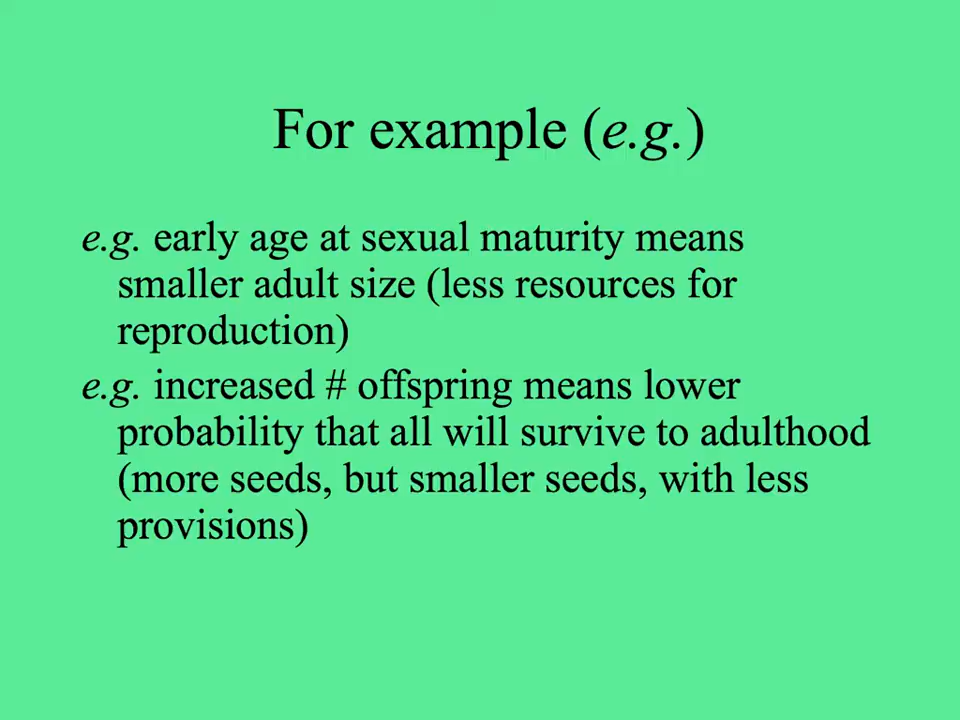 For example (e.g.)
e.g. early age at sexual maturity means
smaller adult size (less resources for
reproduction)
e.g. increased # offspring means lower
probability that all will survive to adulthood
(more seeds, but smaller seeds, with less
provisions)